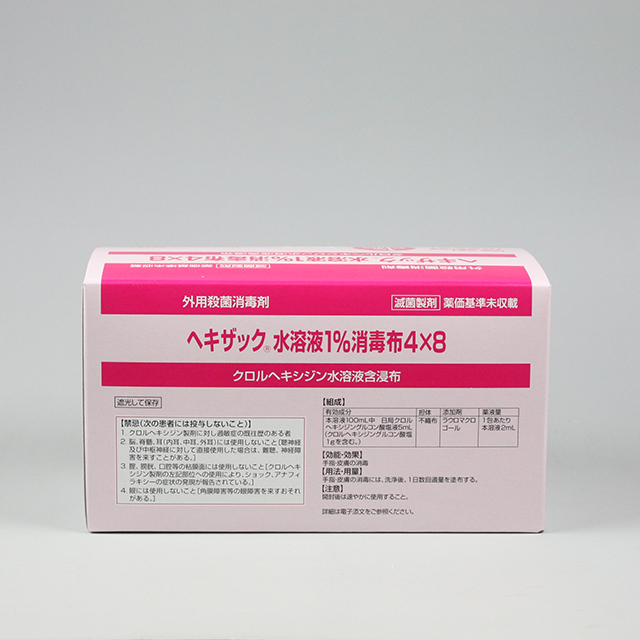 外用殺菌消毒剤 滅菌製剤 薬価基準未収載
ヘキザック®水溶液1%消毒布4×8
クロルヘキシジン水溶液含浸布
遮光して保存
【禁忌（次の患者には投与しないこと）】
1. クロルヘキシジン製剤に対し過敏症の既往歴のある者
2. 脳、脊髄、耳（内耳、中耳、外耳）には使用しないこと［聴神経
及び中枢神経に対して直接使用した場合は、難聴、神経障
害を来すことがある。］
3. 腟、膀胱、口腔等の粘膜面には使用しないこと［クロルヘキ
シジン製剤の左記部位への使用により、ショック、アナフィ
ラキシーの症状の発現が報告されている。］
4. 眼には使用しないこと［角膜障害等の眼障害を来すおそれ
がある。］
【組成】
有効成分 担体 添加剤 薬液量
本溶液100mL中 日局クロル 不織布 ラウロマクロ 1包あたり
ヘキシジングルコン酸塩液5mL ゴール 本溶液2mL
（クロルヘキシジングルコン酸塩
1gを含む。）
【効能・効果】
手指・皮膚の消毒
【用法・用量】
手指・皮膚の消毒には、洗浄後、1日数回適量を塗布する。
【注意】
開封後は速やかに使用すること。
詳細は電子添文をご参照ください。